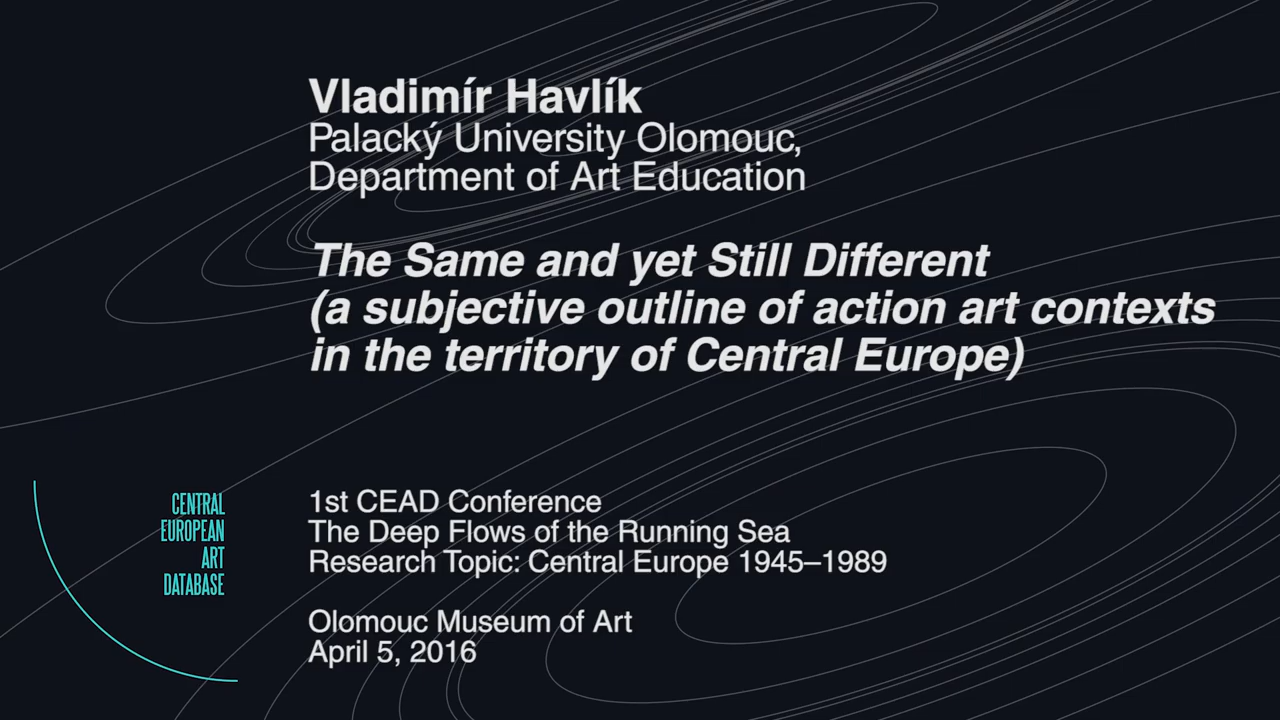 Vladimír Havlík
Palacký University Olomouc,
Department of Art Education
The Same and yet Still Different
(a subjective outline of action art contexts
in the territory of Central Europe)
CENTRAL
EUROPEAN
ART
DATABASE
1st CEAD Conference
The Deep Flows of the Running Sea
Research Topic: Central Europe 1945–1989
Olomouc Museum of Art
April 5, 2016